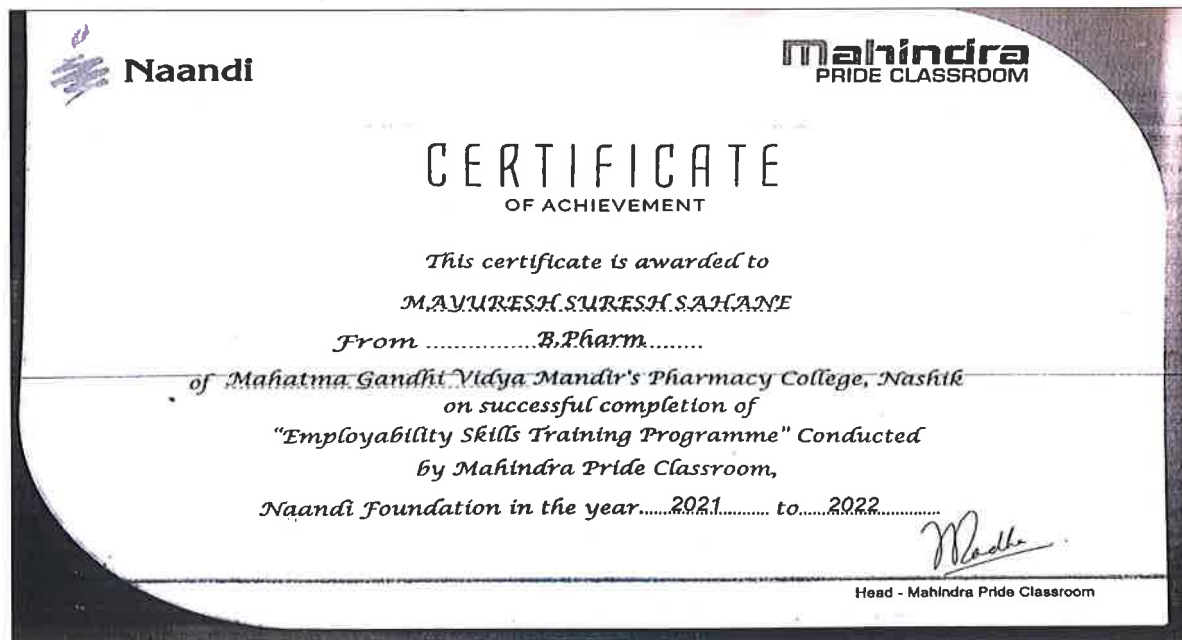 Naandi
Mahindra
PRIDE CLASSROOM
CERTIFICATE
OF ACHIEVEMENT
This certificate is awarded to
MAYURESH SURESH SAHANE
From ................B.Pharm........
of Mahatma Gandhi Vidya Mandir's Pharmacy College, Nashik
on successful completion of
"Employability Skills Training Programme" Conducted
by Mahindra Pride Classroom,
Naandi Foundation in the year......2021.......... to......2022.............
Head - Mahindra Pride Classroom